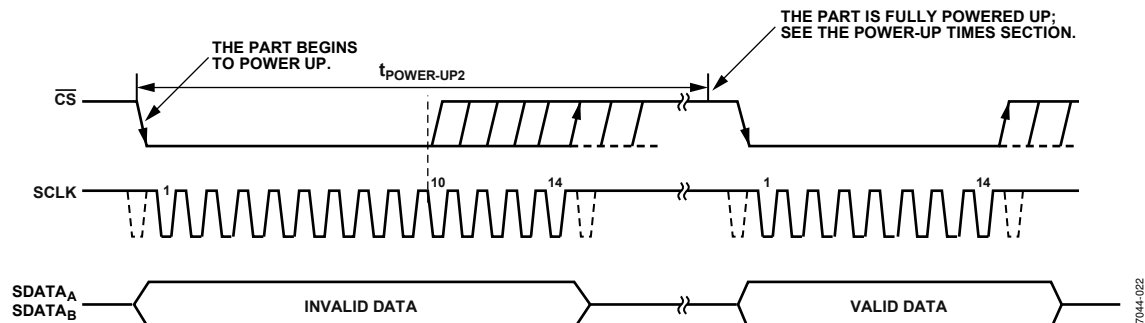 THE PART IS FULLY POWERED UP;
SEE THE POWER-UP TIMES SECTION.
THE PART BEGINS
TO POWER UP.
tPOWER-UP2
CS
SCLK
1
10
14
1
14
SDATAA
SDATAB
INVALID DATA
VALID DATA
7044-022